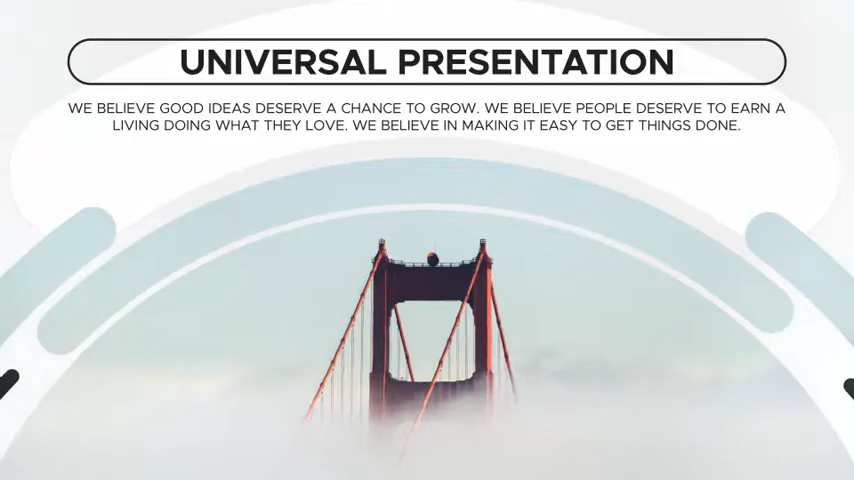 UNIVERSAL PRESENTATION
WE BELIEVE GOOD IDEAS DESERVE A CHANCE TO GROW. WE BELIEVE PEOPLE DESERVE TO EARN A
LIVING DOING WHAT THEY LOVE. WE BELIEVE IN MAKING IT EASY TO GET THINGS DONE.